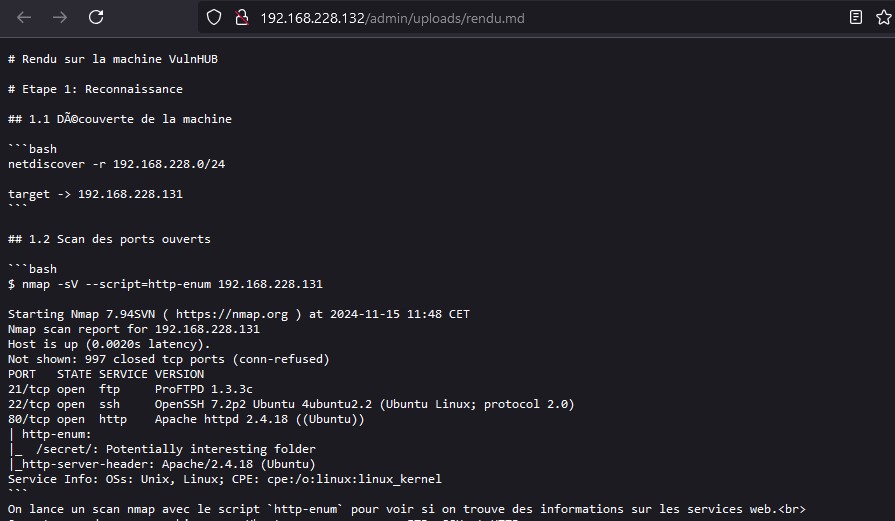 192.168.228.132/admin/uploads/rendu.md
# Rendu sur la machine VulnHUB
# Etape 1: Reconnaissance
## 1.1 DÃ©couverte de la machine
```bash
netdiscover -r 192.168.228.0/24
target -> 192.168.228.131
```
## 1.2 Scan des ports ouverts
```bash
$ nmap -sV --script=http-enum 192.168.228.131
Starting Nmap 7.94SVN ( https://nmap.org ) at 2024-11-15 11:48 CET
Nmap scan report for 192.168.228.131
Host is up (0.0020s latency).
Not shown: 997 closed tcp ports (conn-refused)
PORT   STATE SERVICE VERSION
21/tcp open  ftp     ProFTPD 1.3.3c
22/tcp open  ssh     OpenSSH 7.2p2 Ubuntu 4ubuntu2.2 (Ubuntu Linux; protocol 2.0)
80/tcp open  http    Apache httpd 2.4.18 ((Ubuntu))
| http-enum:
|_  /secret/: Potentially interesting folder
|_http-server-header: Apache/2.4.18 (Ubuntu)
Service Info: OSs: Unix, Linux; CPE: cpe:/o:linux:linux_kernel
```
On lance un scan nmap avec le script `http-enum` pour voir si on trouve des informations sur les services web.<br>